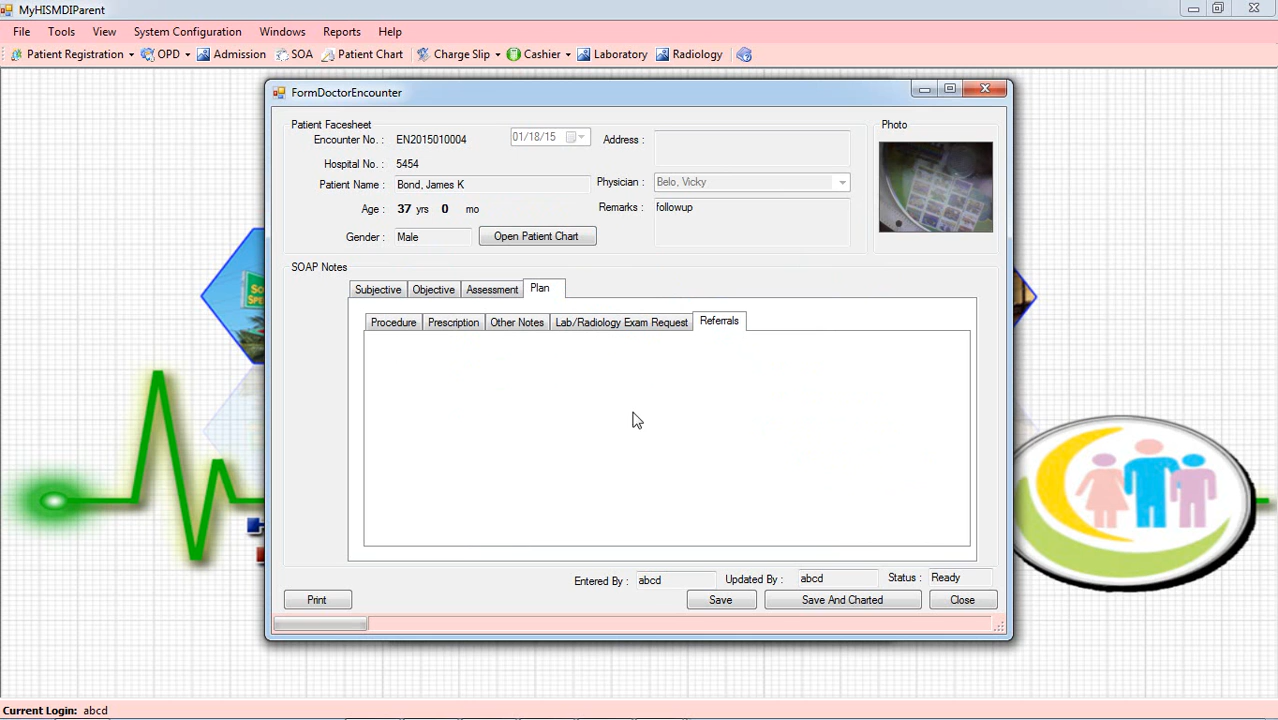 MyHISMDIParent
File Tools View System Configuration Windows Reports Help
Patient Registration OPD Admission SOA Patient Chart Charge Slip Cashier Laboratory Radiology
FormDoctorEncounter
Patient Facesheet
Encounter No. : EN2015010004 01/18/15 Address :
Hospital No. : 5454
Patient Name : Bond, James K Physician : Belo, Vicky
Age : 37 yrs 0 mo Remarks : followup
Gender : Male Open Patient Chart
Photo
SOAP Notes
Subjective Objective Assessment Plan
Procedure Prescription Other Notes Lab/Radiology Exam Request Referrals
Entered By : abcd Updated By : abcd Status : Ready
Print Save Save And Charted Close
Current Login: abcd